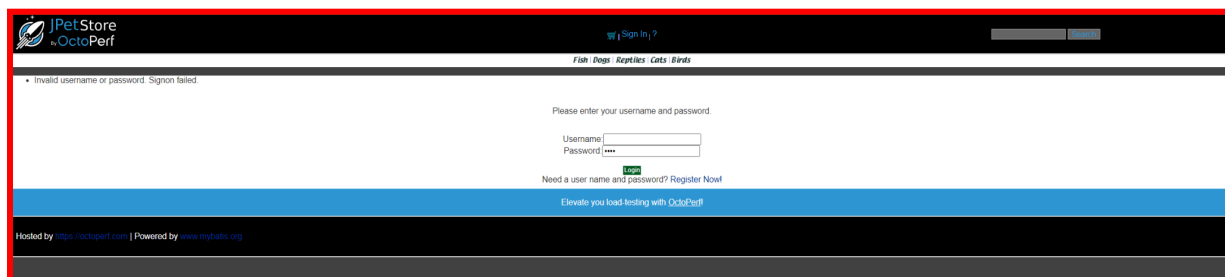 JPetStore
By OctoPerf
| Sign In | ?
Search
Fish | Dogs | Reptiles | Cats | Birds
Invalid username or password. Signon failed.
Please enter your username and password.
Username:
Password:
Login
Need a user name and password? Register Now!
Elevate you load-testing with OctoPerf!
Hosted by https://octoperf.com | Powered by www.mybatis.org